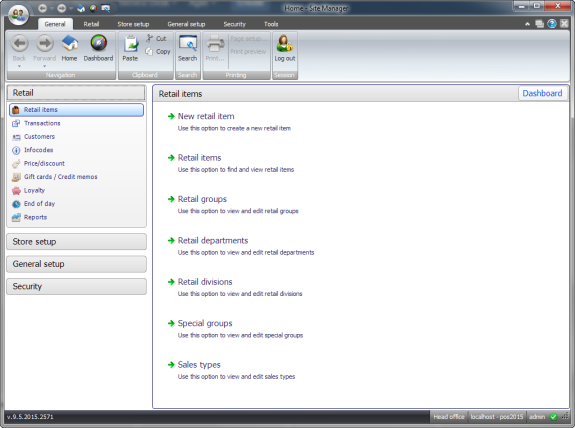 Home - Site Manager
General Retail Store setup General setup Security Tools
Back Forward Home Dashboard Paste Cut Copy Search Print... Page setup... Print preview Log out
Navigation Clipboard Search Printing Session
Retail
Retail items
Transactions
Customers
Infocodes
Price/discount
Gift cards / Credit memos
Loyalty
End of day
Reports
Store setup
General setup
Security
Retail items Dashboard
New retail item
Use this option to create a new retail item
Retail items
Use this option to find and view retail items
Retail groups
Use this option to view and edit retail groups
Retail departments
Use this option to view and edit retail departments
Retail divisions
Use this option to view and edit retail divisions
Special groups
Use this option to view and edit special groups
Sales types
Use this option to view and edit sales types
v.9.5.2015.2571 Head office localhost - pos2015 admin